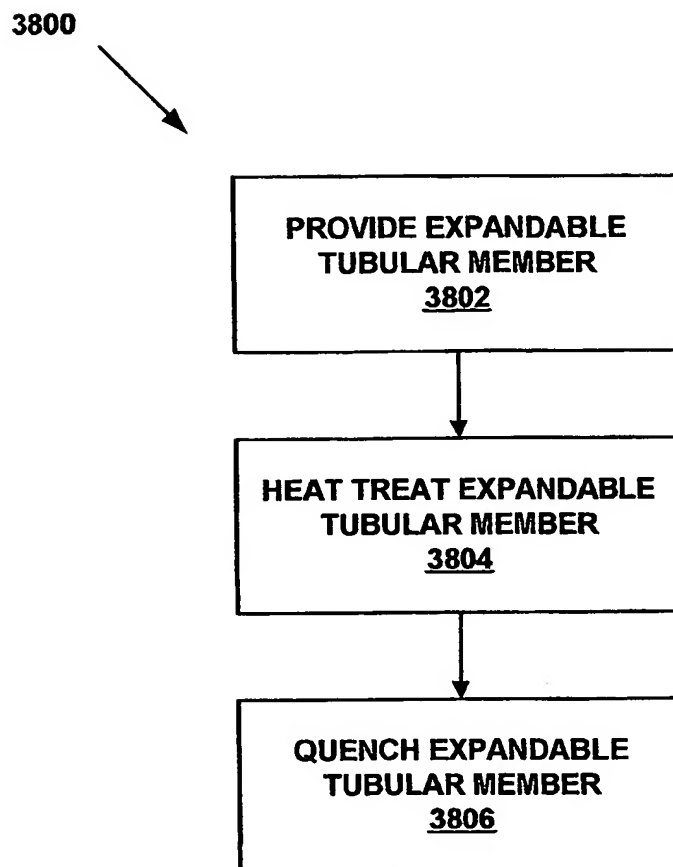 3800
PROVIDE EXPANDABLE
TUBULAR MEMBER
3802
HEAT TREAT EXPANDABLE
TUBULAR MEMBER
3804
QUENCH EXPANDABLE
TUBULAR MEMBER
3806